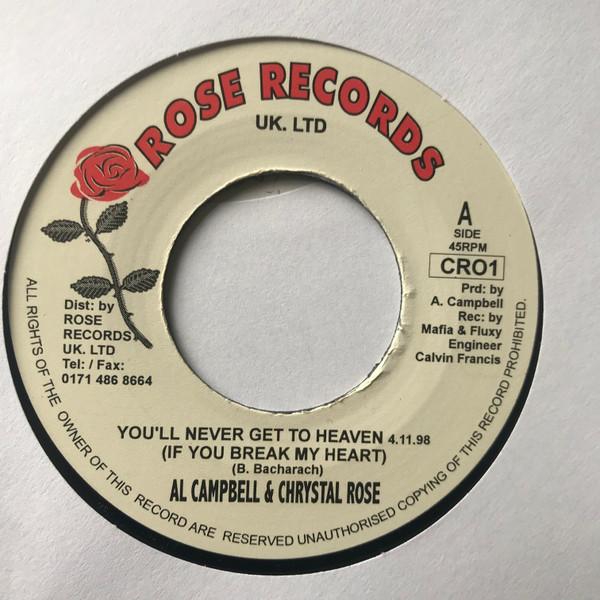 ROSE RECORDS
UK. LTD
A
SIDE
45RPM
CRO1
Prd: by
A. Campbell
Rec: by
Mafia & Fluxy
Engineer
Calvin Francis
Dist: by
ROSE
RECORDS
UK. LTD
Tel: / Fax:
0171 486 8664
YOU'LL NEVER GET TO HEAVEN 4.11.98
(IF YOU BREAK MY HEART)
(B. Bacharach)
AL CAMPBELL & CHRYSTAL ROSE
ALL RIGHTS OF THE OWNER OF THIS RECORD ARE RESERVED UNAUTHORISED COPYING OF THIS RECORD PROHIBITED.